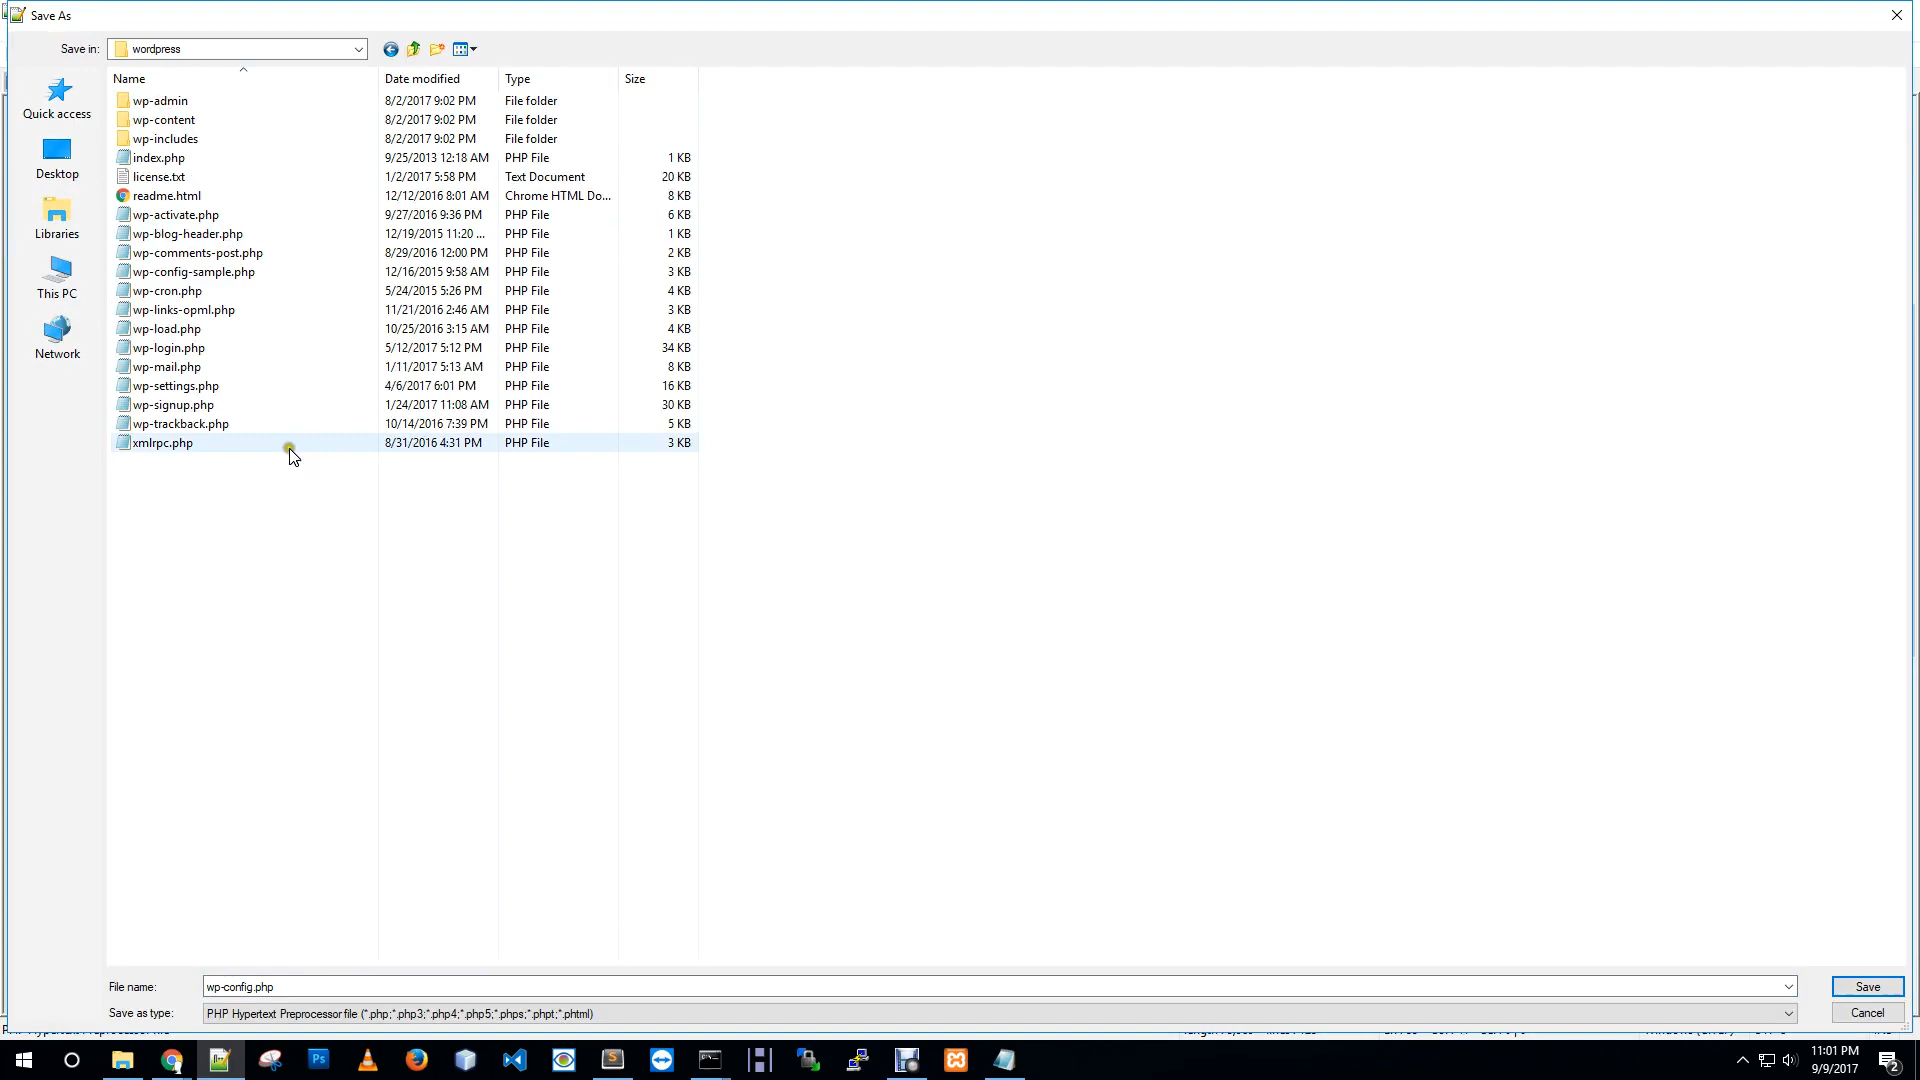 Save As
Save in: wordpress
Name Date modified Type Size
Quick access
Desktop
Libraries
This PC
Network
wp-admin 8/2/2017 9:02 PM File folder
wp-content 8/2/2017 9:02 PM File folder
wp-includes 8/2/2017 9:02 PM File folder
index.php 9/25/2013 12:18 AM PHP File 1 KB
license.txt 1/2/2017 5:58 PM Text Document 20 KB
readme.html 12/12/2016 8:01 AM Chrome HTML Do... 8 KB
wp-activate.php 9/27/2016 9:36 PM PHP File 6 KB
wp-blog-header.php 12/19/2015 11:20 ... PHP File 1 KB
wp-comments-post.php 8/29/2016 12:00 PM PHP File 2 KB
wp-config-sample.php 12/16/2015 9:58 AM PHP File 3 KB
wp-cron.php 5/24/2015 5:26 PM PHP File 4 KB
wp-links-opml.php 11/21/2016 2:46 AM PHP File 3 KB
wp-load.php 10/25/2016 3:15 AM PHP File 4 KB
wp-login.php 5/12/2017 5:12 PM PHP File 34 KB
wp-mail.php 1/11/2017 5:13 AM PHP File 8 KB
wp-settings.php 4/6/2017 6:01 PM PHP File 16 KB
wp-signup.php 1/24/2017 11:08 AM PHP File 30 KB
wp-trackback.php 10/14/2016 7:39 PM PHP File 5 KB
xmlrpc.php 8/31/2016 4:31 PM PHP File 3 KB
File name: wp-config.php Save
Save as type: PHP Hypertext Preprocessor file (*.php;*.php3;*.php4;*.php5;*.phps;*.phpt;*.phtml) Cancel
Ps
11:01 PM
9/9/2017
2